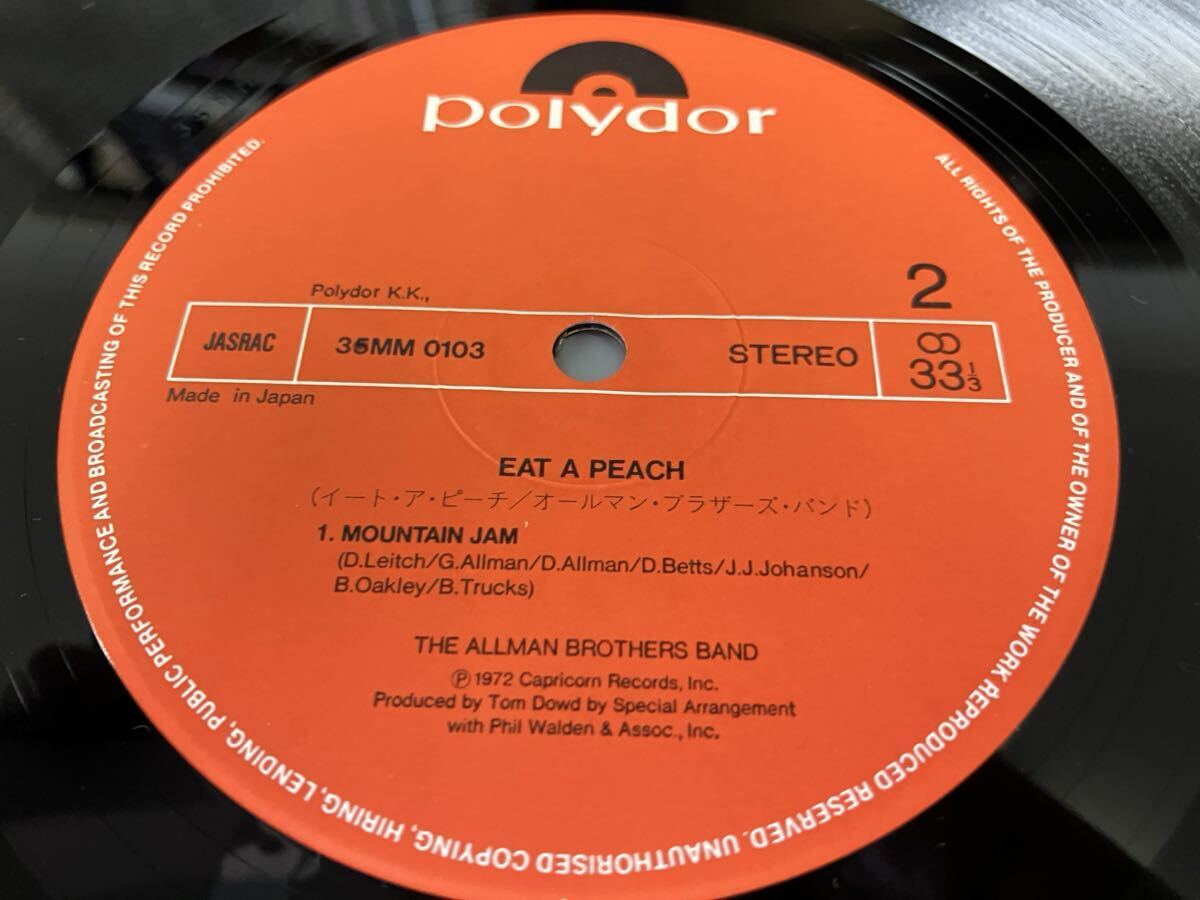 polydor
Polydor K.K.,
2
JASRAC
36MM 0103
STEREO
∞
33 1/3
Made in Japan
EAT A PEACH
(イート・ア・ピーチ/オールマン・ブラザーズ・バンド)
1. MOUNTAIN JAM
(D.Leitch/G.Allman/D.Allman/D.Betts/J.J.Johanson/
B.Oakley/B.Trucks)
THE ALLMAN BROTHERS BAND
Ⓟ1972 Capricorn Records, Inc.
Produced by Tom Dowd by Special Arrangement
with Phil Walden & Assoc., Inc.
ALL RIGHTS OF THE PRODUCER AND OF THE OWNER OF THE WORK REPRODUCED RESERVED. UNAUTHORISED COPYING, HIRING, LENDING, PUBLIC PERFORMANCE AND BROADCASTING OF THIS RECORD PROHIBITED.